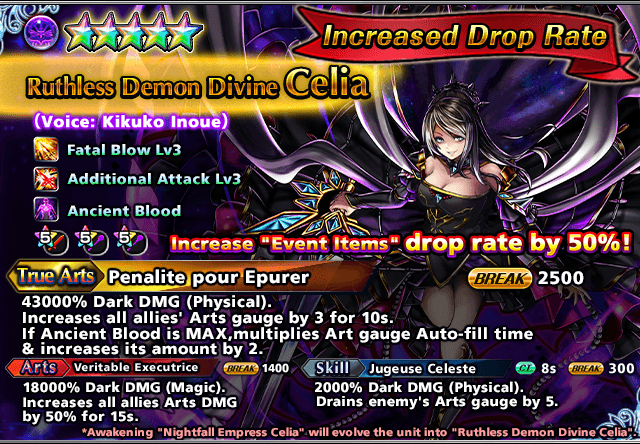 Increased Drop Rate
Ruthless Demon Divine Celia
(Voice: Kikuko Inoue)
Fatal Blow Lv3
Additional Attack Lv3
Ancient Blood
5 5 5
Increase "Event Items" drop rate by 50%!
True Arts Penalite pour Epurer BREAK 2500
43000% Dark DMG (Physical).
Increases all allies' Arts gauge by 3 for 10s.
If Ancient Blood is MAX,multiplies Art gauge Auto-fill time
& increases its amount by 2.
Arts Veritable Executrice BREAK 1400
18000% Dark DMG (Magic).
Increases all allies Arts DMG
by 50% for 15s.
Skill Jugeuse Celeste C.T. 8s BREAK 300
2000% Dark DMG (Physical).
Drains enemy's Arts gauge by 5.
*Awakening "Nightfall Empress Celia" will evolve the unit into "Ruthless Demon Divine Celia".